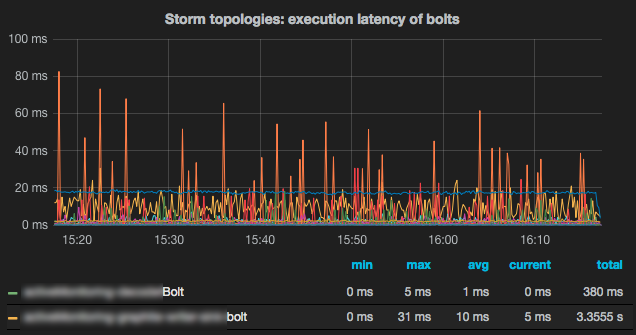 Storm topologies: execution latency of bolts
100 ms
80 ms
60 ms
40 ms
20 ms
0 ms
15:20 15:30 15:40 15:50 16:00 16:10
min max avg current total
Bolt 0 ms 5 ms 1 ms 0 ms 380 ms
bolt 0 ms 31 ms 10 ms 5 ms 3.3555 s